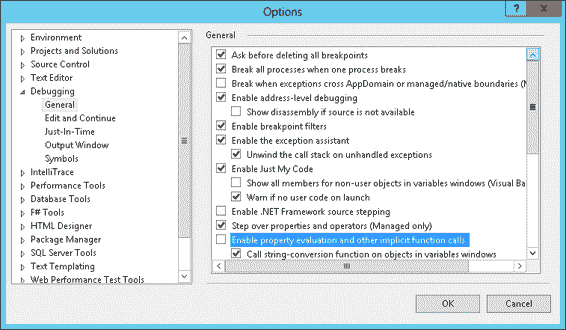 Options
?
Environment
Projects and Solutions
Source Control
Text Editor
Debugging
General
Edit and Continue
Just-In-Time
Output Window
Symbols
IntelliTrace
Performance Tools
Database Tools
F# Tools
HTML Designer
Package Manager
SQL Server Tools
Text Templating
Web Performance Test Tools
General
Ask before deleting all breakpoints
Break all processes when one process breaks
Break when exceptions cross AppDomain or managed/native boundaries (M
Enable address-level debugging
Show disassembly if source is not available
Enable breakpoint filters
Enable the exception assistant
Unwind the call stack on unhandled exceptions
Enable Just My Code
Show all members for non-user objects in variables windows (Visual Ba
Warn if no user code on launch
Enable .NET Framework source stepping
Step over properties and operators (Managed only)
Enable property evaluation and other implicit function calls
Call string-conversion function on objects in variables windows
OK
Cancel